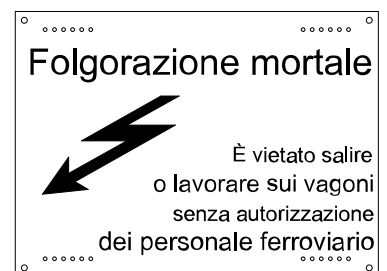 Folgorazione mortale
È vietato salire
o lavorare sui vagoni
senza autorizzazione
dei personale ferroviario